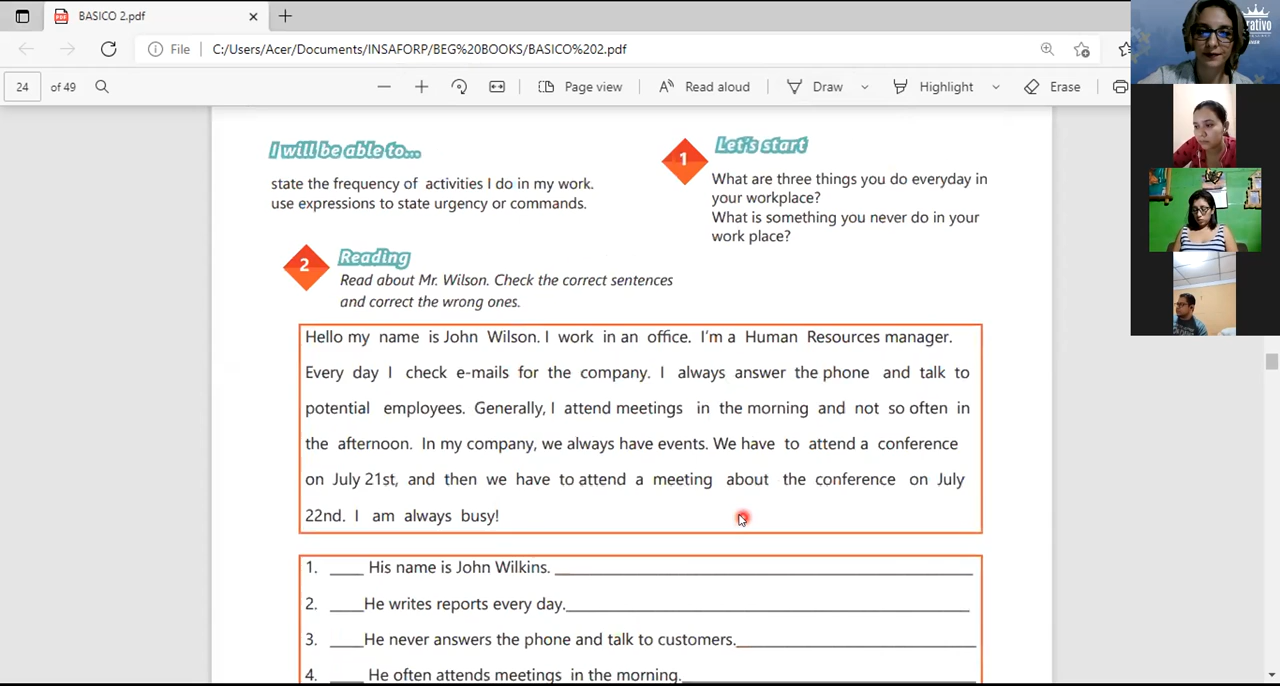 BASICO 2.pdf
File C:/Users/Acer/Documents/INSAFORP/BEG%20BOOKS/BASICO%202.pdf
24 of 49 Page view Read aloud Draw Highlight Erase
I will be able to...
state the frequency of activities I do in my work.
use expressions to state urgency or commands.
1 Let's start
What are three things you do everyday in
your workplace?
What is something you never do in your
work place?
2 Reading
Read about Mr. Wilson. Check the correct sentences
and correct the wrong ones.
Hello my name is John Wilson. I work in an office. I'm a Human Resources manager.
Every day I check e-mails for the company. I always answer the phone and talk to
potential employees. Generally, I attend meetings in the morning and not so often in
the afternoon. In my company, we always have events. We have to attend a conference
on July 21st, and then we have to attend a meeting about the conference on July
22nd. I am always busy!
1. ____ His name is John Wilkins. ____
2. ____He writes reports every day.____
3. ____He never answers the phone and talk to customers.____
4. ____ He often attends meetings in the morning.____